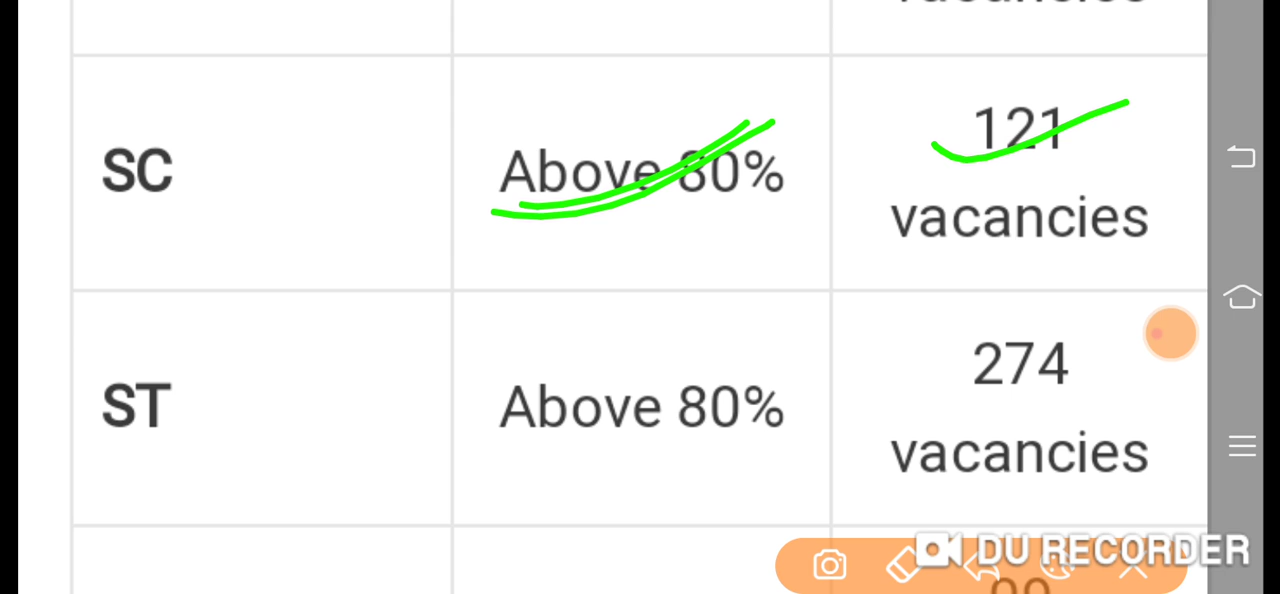 vacancies
SC
Above 80%
121
vacancies
ST
Above 80%
274
vacancies
DU RECORDER